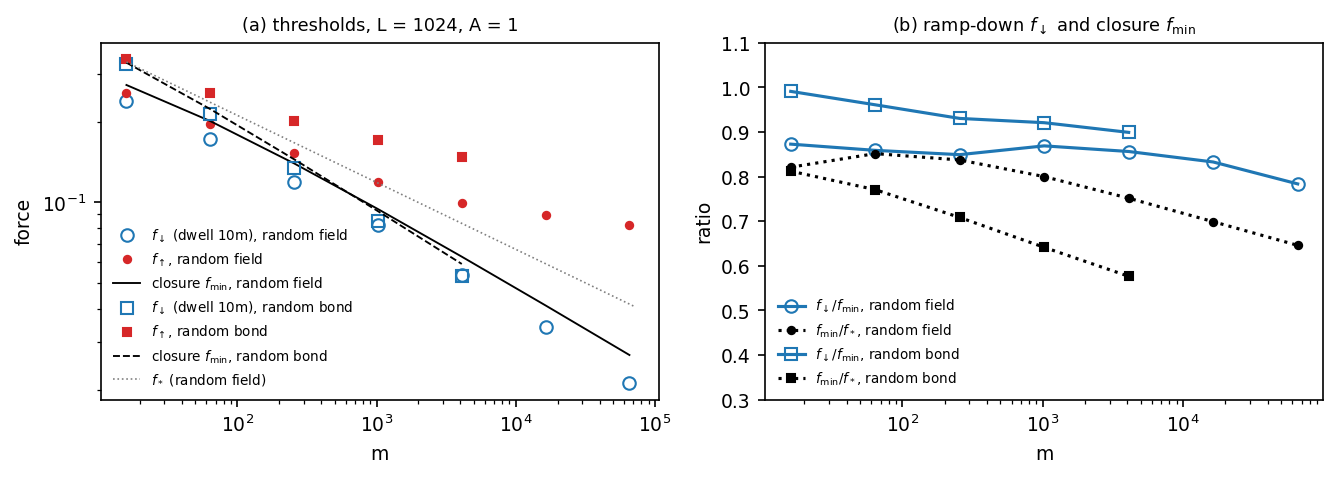 (a) thresholds, L = 1024, A = 1
force
10⁻¹
f↓ (dwell 10m), random field
f↑, random field
closure f_min, random field
f↓ (dwell 10m), random bond
f↑, random bond
closure f_min, random bond
f* (random field)
10² 10³ 10⁴ 10⁵
m
(b) ramp-down f↓ and closure f_min
ratio
1.1
1.0
0.9
0.8
0.7
0.6
0.5
0.4
0.3
f↓/f_min, random field
f_min/f*, random field
f↓/f_min, random bond
f_min/f*, random bond
10² 10³ 10⁴
m